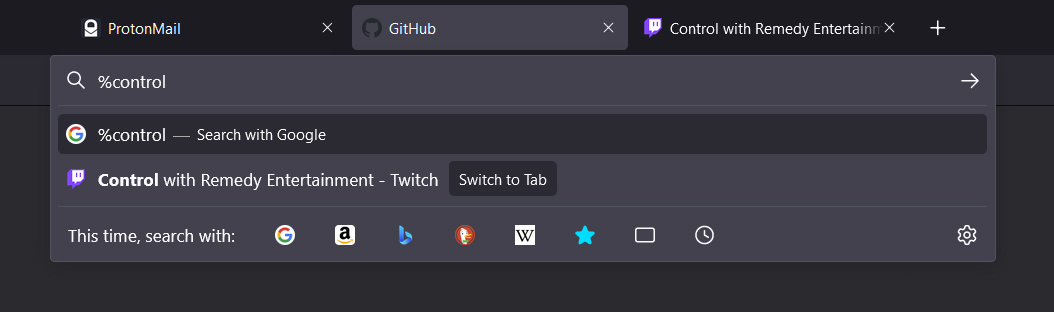 ProtonMail
GitHub
Control with Remedy Entertainm
%control
%control — Search with Google
Control with Remedy Entertainment - Twitch Switch to Tab
This time, search with: